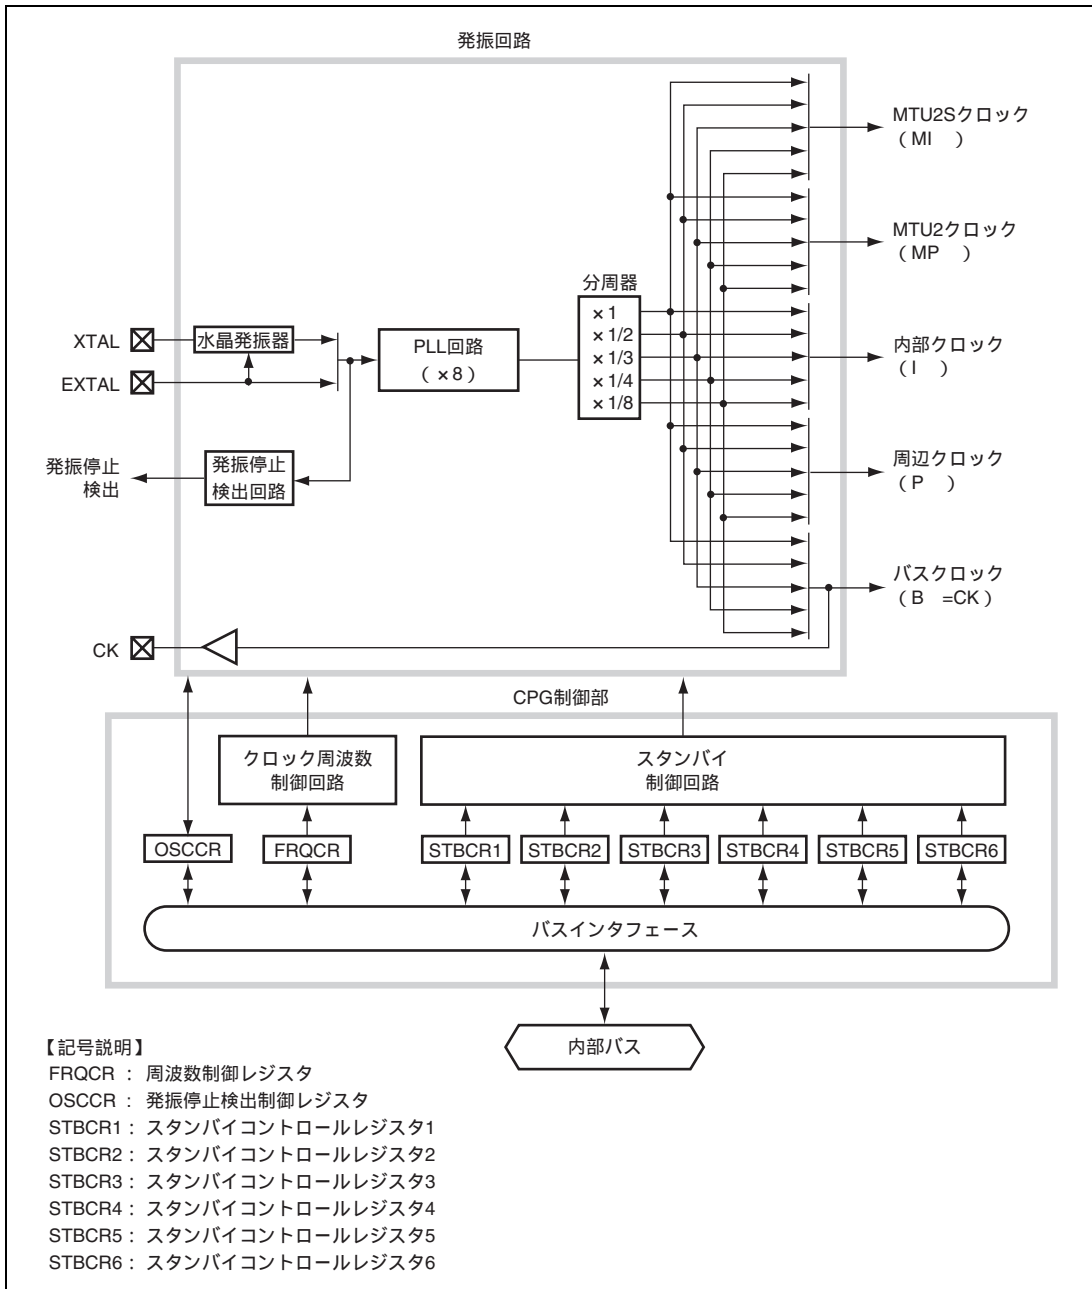 発振回路
MTU2Sクロック
( MI )
MTU2クロック
( MP )
分周器
×1
×1/2
×1/3
×1/4
×1/8
XTAL
水晶発振器
EXTAL
PLL回路
( ×8 )
内部クロック
( I )
発振停止
検出
発振停止
検出回路
周辺クロック
( P )
バスクロック
( B =CK )
CK
CPG制御部
クロック周波数
制御回路
スタンバイ
制御回路
OSCCR
FRQCR
STBCR1
STBCR2
STBCR3
STBCR4
STBCR5
STBCR6
バスインタフェース
内部バス
【記号説明】
FRQCR : 周波数制御レジスタ
OSCCR : 発振停止検出制御レジスタ
STBCR1 : スタンバイコントロールレジスタ1
STBCR2 : スタンバイコントロールレジスタ2
STBCR3 : スタンバイコントロールレジスタ3
STBCR4 : スタンバイコントロールレジスタ4
STBCR5 : スタンバイコントロールレジスタ5
STBCR6 : スタンバイコントロールレジスタ6